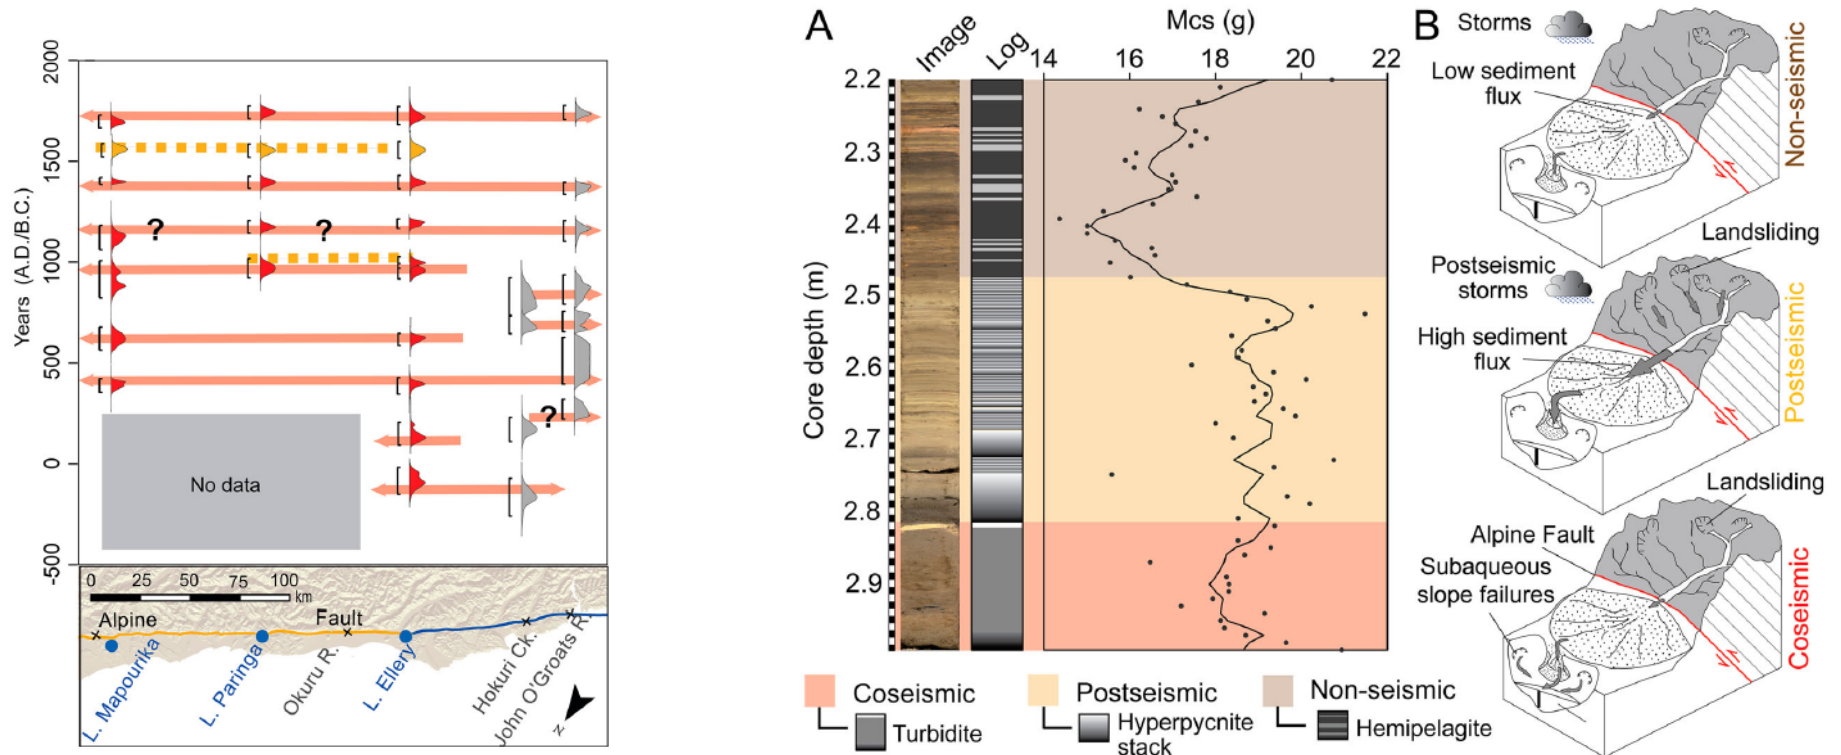 Years (A.D./B.C.)
2000
1500
1000
500
0
-500
?
?
?
No data
0 25 50 75 100
km
Alpine
Fault
L. Mapourika
L. Paringa
Okuru R.
L. Ellery
Hokuri Ck.
John O'Groats R.
N
A
Image
Log
Mcs (g)
14 16 18 20 22
Core depth (m)
2.2
2.3
2.4
2.5
2.6
2.7
2.8
2.9
Coseismic
Turbidite
Postseismic
Hyperpycnite
stack
Non-seismic
Hemipelagite
B
Storms
Low sediment
flux
Non-seismic
Landsliding
Postseismic
storms
High sediment
flux
Postseismic
Landsliding
Alpine Fault
Subaqueous
slope failures
Coseismic